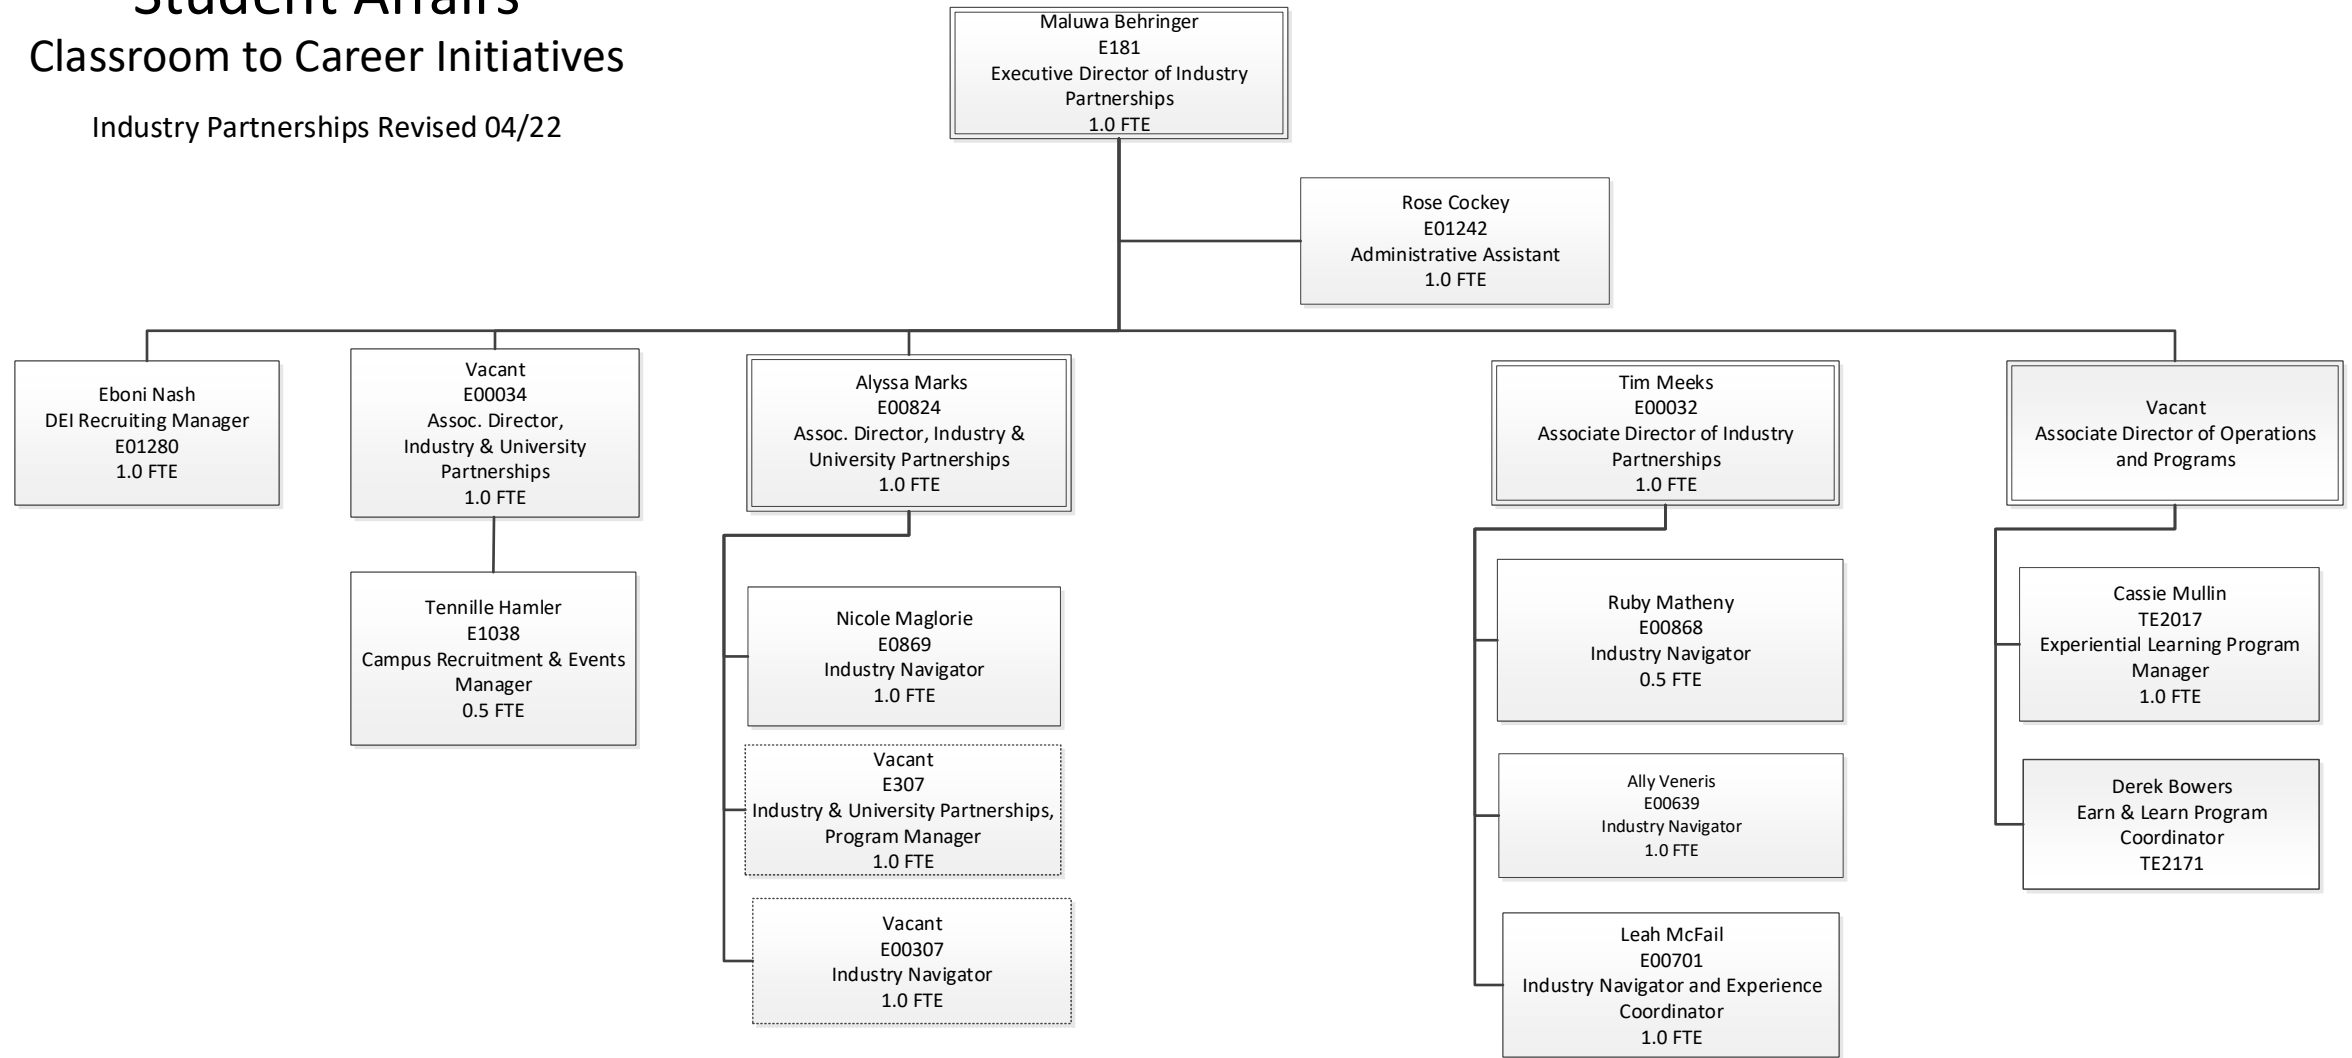 Student Affairs
Classroom to Career Initiatives
Industry Partnerships Revised 04/22
Maluwa Behringer
E181
Executive Director of Industry
Partnerships
1.0 FTE
Rose Cockey
E01242
Administrative Assistant
1.0 FTE
Eboni Nash
DEI Recruiting Manager
E01280
1.0 FTE
Vacant
E00034
Assoc. Director,
Industry & University
Partnerships
1.0 FTE
Tennille Hamler
E1038
Campus Recruitment & Events
Manager
0.5 FTE
Alyssa Marks
E00824
Assoc. Director, Industry &
University Partnerships
1.0 FTE
Nicole Maglorie
E0869
Industry Navigator
1.0 FTE
Vacant
E307
Industry & University Partnerships,
Program Manager
1.0 FTE
Vacant
E00307
Industry Navigator
1.0 FTE
Tim Meeks
E00032
Associate Director of Industry
Partnerships
1.0 FTE
Ruby Matheny
E00868
Industry Navigator
0.5 FTE
Ally Veneris
E00639
Industry Navigator
1.0 FTE
Leah McFail
E00701
Industry Navigator and Experience
Coordinator
1.0 FTE
Vacant
Associate Director of Operations
and Programs
Cassie Mullin
TE2017
Experiential Learning Program
Manager
1.0 FTE
Derek Bowers
Earn & Learn Program
Coordinator
TE2171